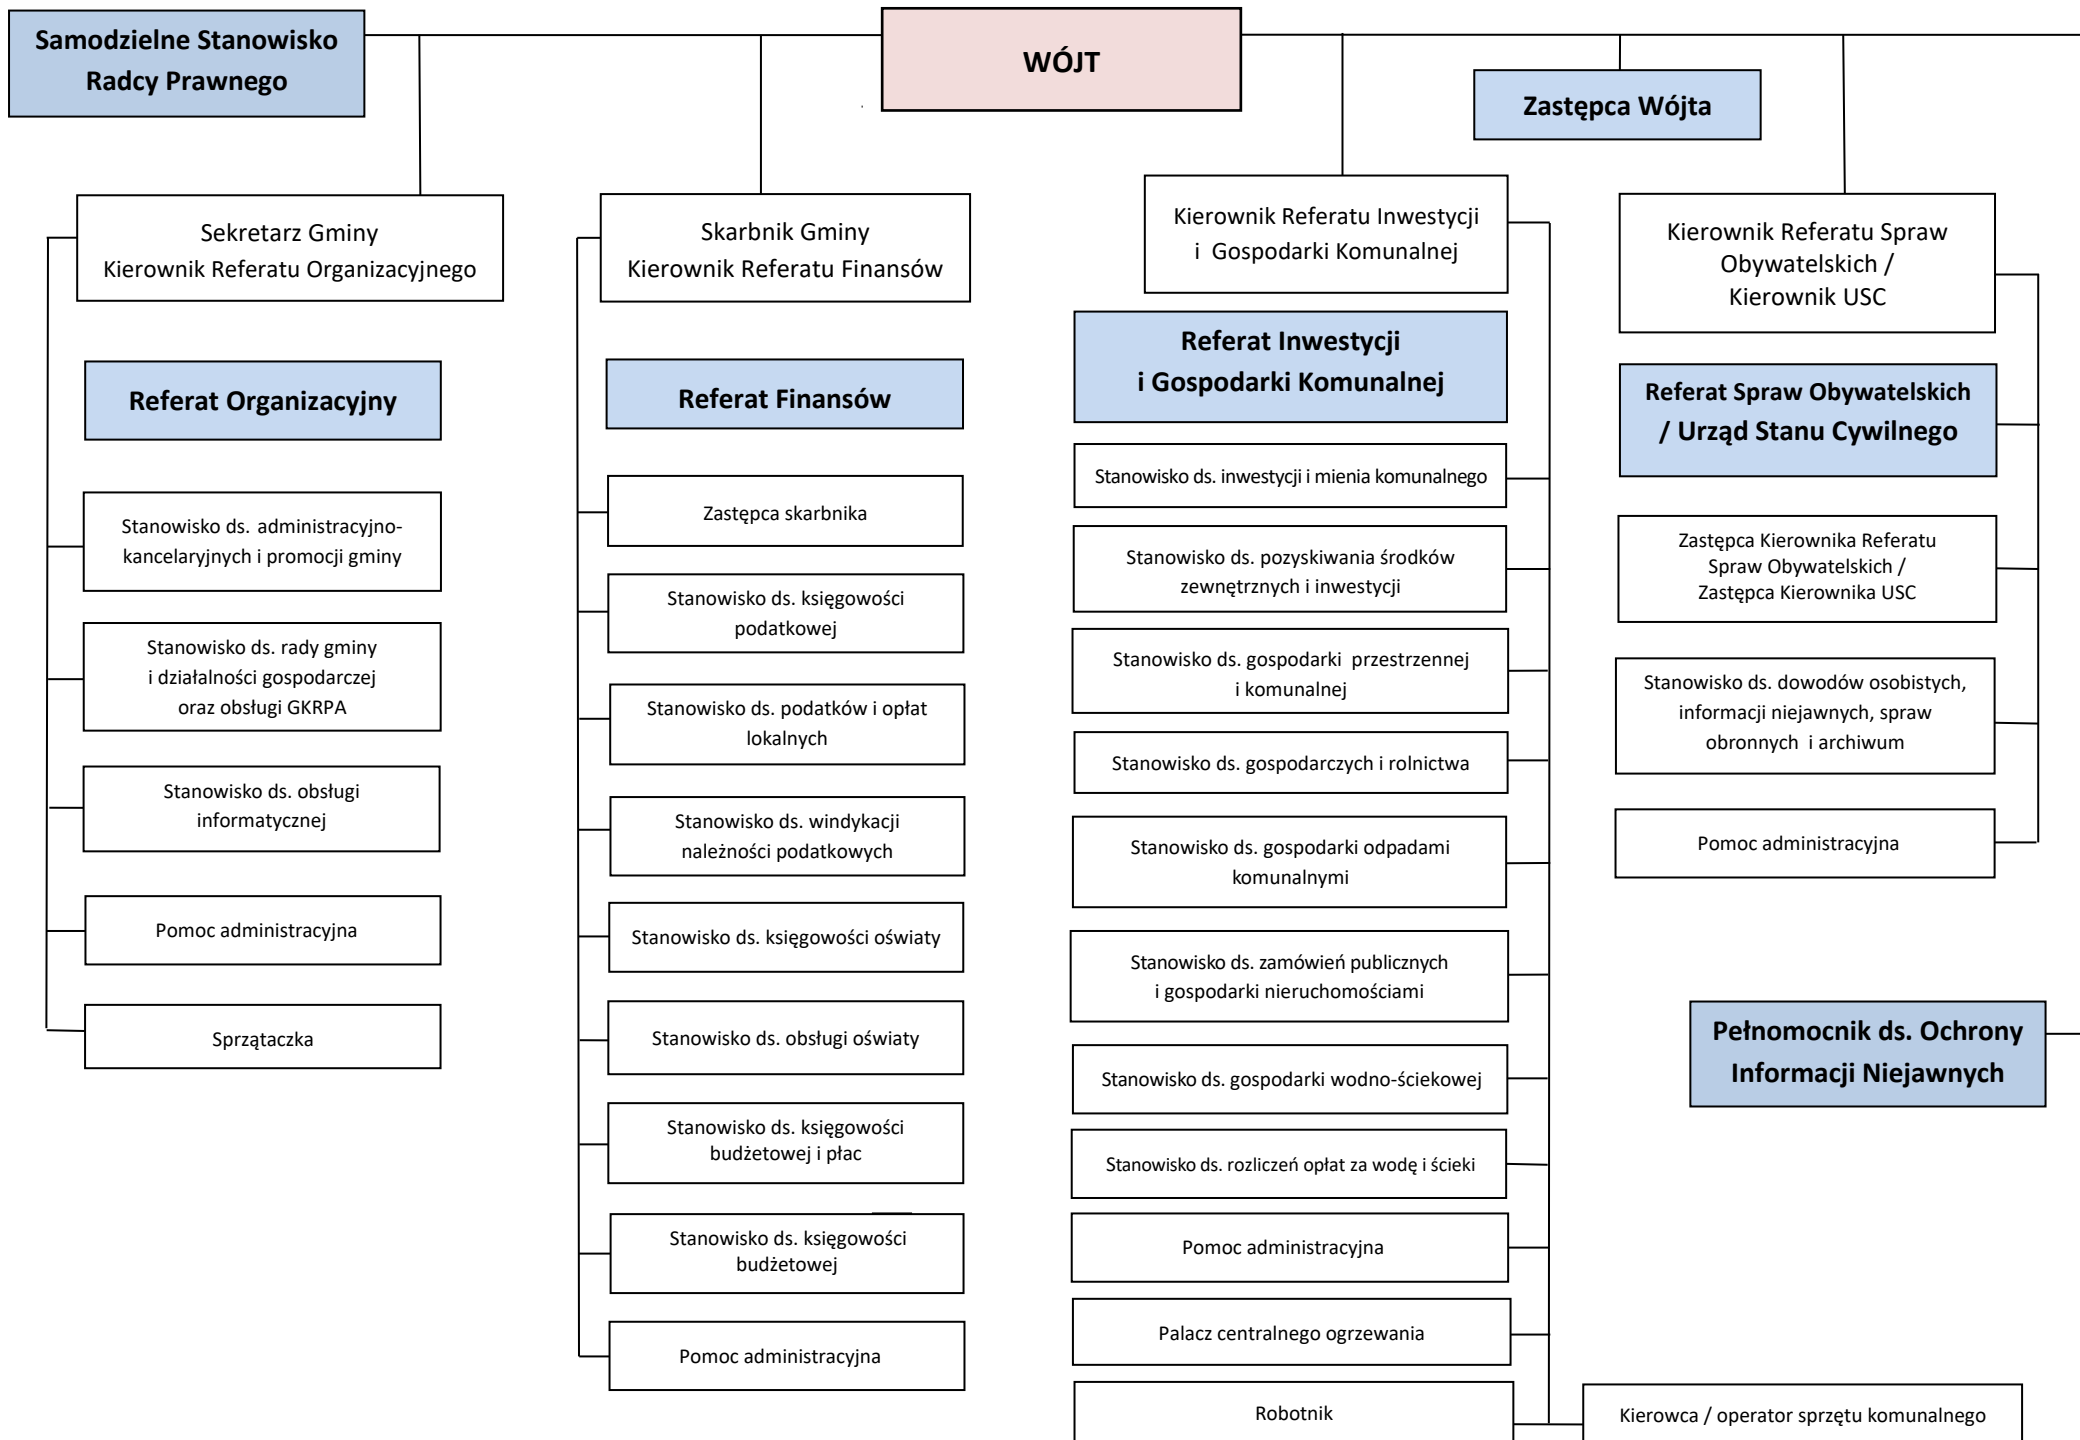 Samodzielne Stanowisko
Radcy Prawnego
WÓJT
Zastępca Wójta
Sekretarz Gminy
Kierownik Referatu Organizacyjnego
Referat Organizacyjny
Stanowisko ds. administracyjno-
kancelaryjnych i promocji gminy
Stanowisko ds. rady gminy
i działalności gospodarczej
oraz obsługi GKRPA
Stanowisko ds. obsługi
informatycznej
Pomoc administracyjna
Sprzątaczka
Skarbnik Gminy
Kierownik Referatu Finansów
Referat Finansów
Zastępca skarbnika
Stanowisko ds. księgowości
podatkowej
Stanowisko ds. podatków i opłat
lokalnych
Stanowisko ds. windykacji
należności podatkowych
Stanowisko ds. księgowości oświaty
Stanowisko ds. obsługi oświaty
Stanowisko ds. księgowości
budżetowej i płac
Stanowisko ds. księgowości
budżetowej
Pomoc administracyjna
Kierownik Referatu Inwestycji
i Gospodarki Komunalnej
Referat Inwestycji
i Gospodarki Komunalnej
Stanowisko ds. inwestycji i mienia komunalnego
Stanowisko ds. pozyskiwania środków
zewnętrznych i inwestycji
Stanowisko ds. gospodarki przestrzennej
i komunalnej
Stanowisko ds. gospodarczych i rolnictwa
Stanowisko ds. gospodarki odpadami
komunalnymi
Stanowisko ds. zamówień publicznych
i gospodarki nieruchomościami
Stanowisko ds. gospodarki wodno-ściekowej
Stanowisko ds. rozliczeń opłat za wodę i ścieki
Pomoc administracyjna
Palacz centralnego ogrzewania
Robotnik
Kierowca / operator sprzętu komunalnego
Kierownik Referatu Spraw
Obywatelskich /
Kierownik USC
Referat Spraw Obywatelskich
/ Urząd Stanu Cywilnego
Zastępca Kierownika Referatu
Spraw Obywatelskich /
Zastępca Kierownika USC
Stanowisko ds. dowodów osobistych,
informacji niejawnych, spraw
obronnych i archiwum
Pomoc administracyjna
Pełnomocnik ds. Ochrony
Informacji Niejawnych